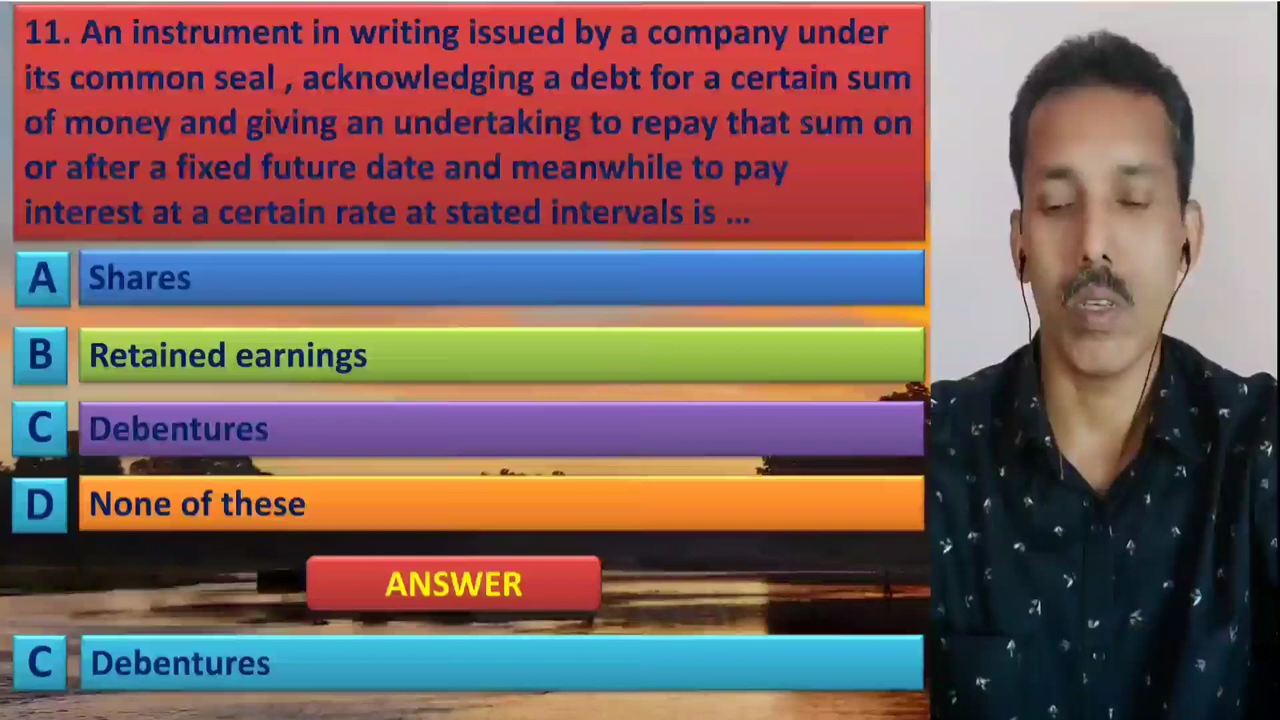 11. An instrument in writing issued by a company under
its common seal , acknowledging a debt for a certain sum
of money and giving an undertaking to repay that sum on
or after a fixed future date and meanwhile to pay
interest at a certain rate at stated intervals is ...
A Shares
B Retained earnings
C Debentures
D None of these
ANSWER
C Debentures